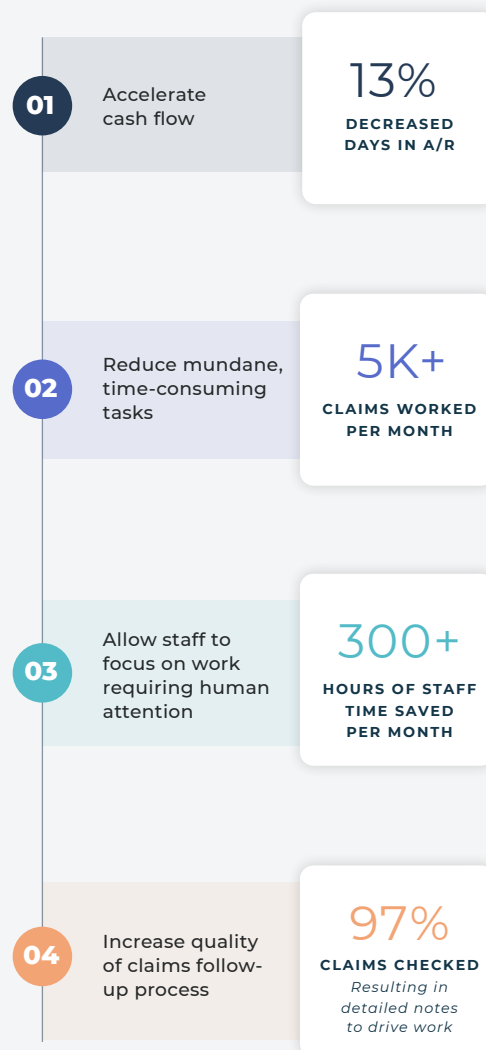 01
Accelerate
cash flow
13%
DECREASED
DAYS IN A/R
02
Reduce mundane,
time-consuming
tasks
5K+
CLAIMS WORKED
PER MONTH
03
Allow staff to
focus on work
requiring human
attention
300+
HOURS OF STAFF
TIME SAVED
PER MONTH
04
Increase quality
of claims follow-
up process
97%
CLAIMS CHECKED
Resulting in
detailed notes
to drive work